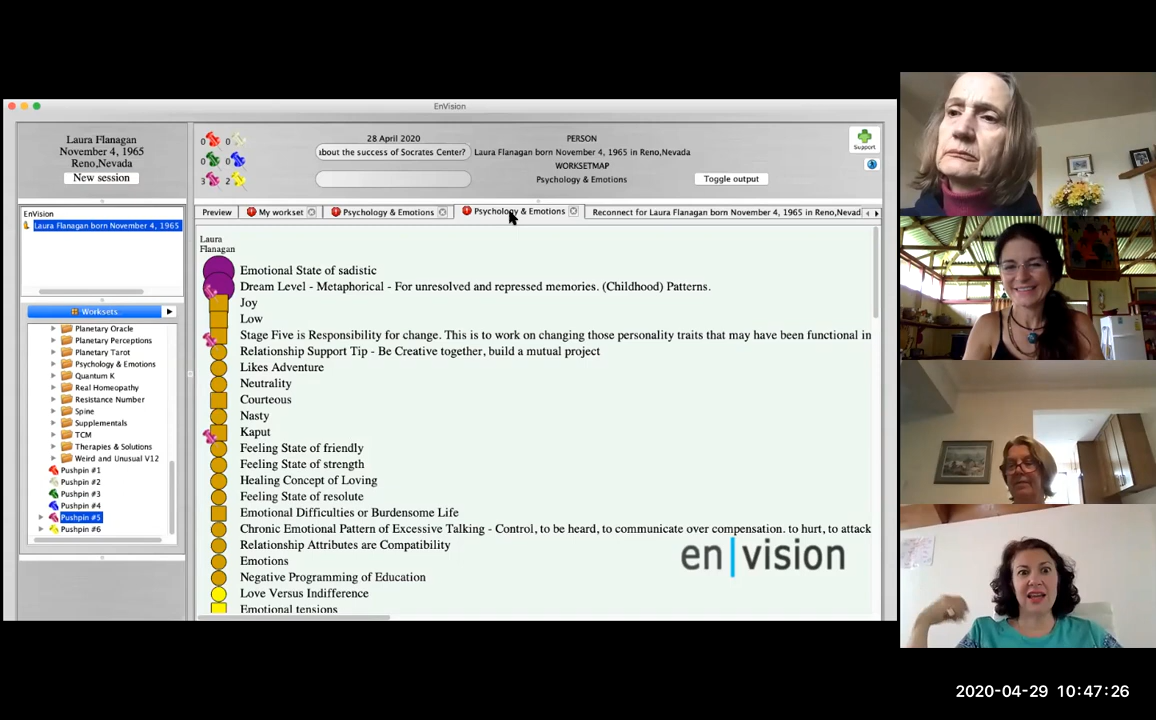 EnVision
Laura Flanagan
November 4, 1965
Reno,Nevada
New session
EnVision
Laura Flanagan born November 4, 1965
Worksets
Planetary Oracle
Planetary Perceptions
Planetary Tarot
Psychology & Emotions
Quantum K
Real Homeopathy
Resistance Number
Spine
Supplementals
TCM
Therapies & Solutions
Weird and Unusual V12
Pushpin #1
Pushpin #2
Pushpin #3
Pushpin #4
Pushpin #5
Pushpin #6
0 0
0 0
3 2
28 April 2020
about the success of Socrates Center?
PERSON
Laura Flanagan born November 4, 1965 in Reno,Nevada
WORKSETMAP
Psychology & Emotions
Toggle output
Support
Preview
My workset
Psychology & Emotions
Psychology & Emotions
Reconnect for Laura Flanagan born November 4, 1965 in Reno,Nevad
Laura
Flanagan
Emotional State of sadistic
Dream Level - Metaphorical - For unresolved and repressed memories. (Childhood) Patterns.
Joy
Low
Stage Five is Responsibility for change. This is to work on changing those personality traits that may have been functional in
Relationship Support Tip - Be Creative together, build a mutual project
Likes Adventure
Neutrality
Courteous
Nasty
Kaput
Feeling State of friendly
Feeling State of strength
Healing Concept of Loving
Feeling State of resolute
Emotional Difficulties or Burdensome Life
Chronic Emotional Pattern of Excessive Talking - Control, to be heard, to communicate over compensation. to hurt, to attack
Relationship Attributes are Compatibility
Emotions
Negative Programming of Education
Love Versus Indifference
Emotional tensions
en|vision
2020-04-29 10:47:26